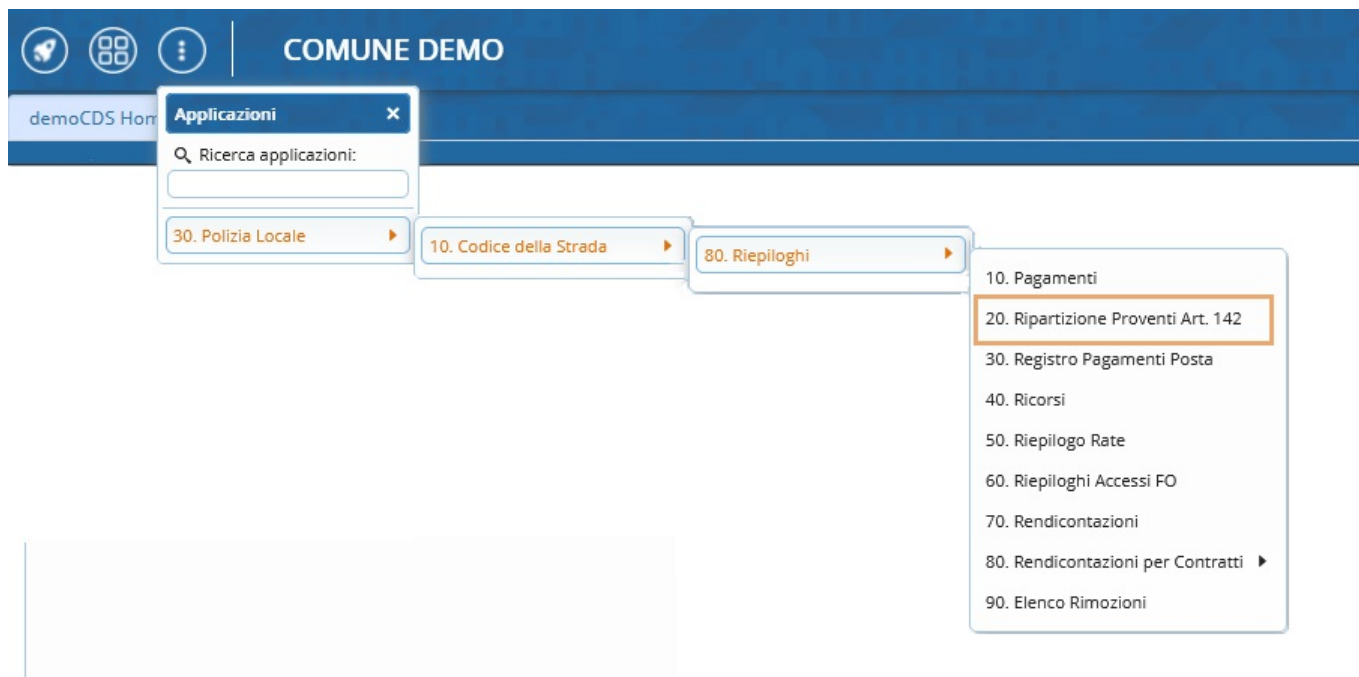 COMUNE DEMO
demoCDS Hom
Applicazioni
Ricerca applicazioni:
30. Polizia Locale
10. Codice della Strada
80. Riepiloghi
10. Pagamenti
20. Ripartizione Proventi Art. 142
30. Registro Pagamenti Posta
40. Ricorsi
50. Riepilogo Rate
60. Riepiloghi Accessi FO
70. Rendicontazioni
80. Rendicontazioni per Contratti
90. Elenco Rimozioni